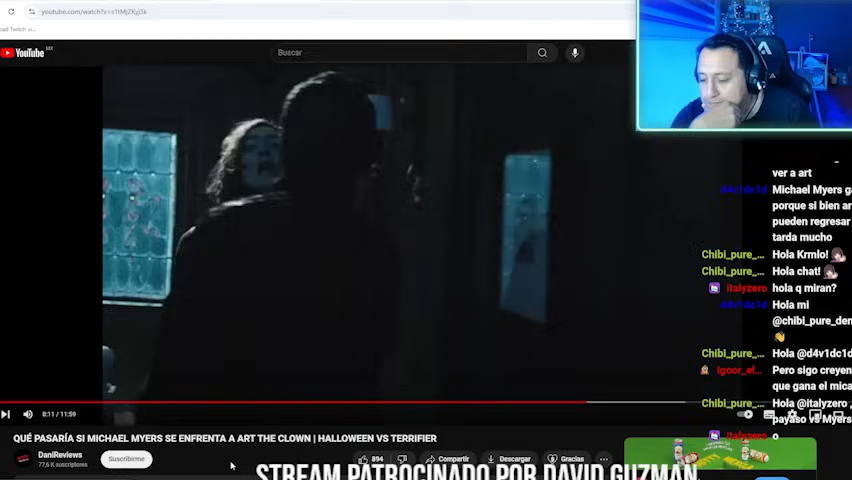 youtube.com/watch?v=s1tMjZKyj3k
YouTube MX
Buscar
ver a art
d4v1dc1d Michael Myers ga
porque si bien ar
pueden regresar
tarda mucho
Chibi_pure_... Hola Krmlo!
Chibi_pure_... Hola chat!
italyzero hola q miran?
d4v1dc1d Hola mi
@chibi_pure_den
Chibi_pure_... Hola @d4v1dc1d
igoor_el... Pero sigo creyen
que gana el mica
Chibi_pure_... Hola @italyzero ,
payaso vs Myers
italyzero o
8:11 / 11:59
QUÉ PASARÍA SI MICHAEL MYERS SE ENFRENTA A ART THE CLOWN | HALLOWEEN VS TERRIFIER
DaniReviews
77,6 K suscriptores
Suscribirme
894
Compartir
Descargar
Gracias
STREAM PATROCINADO POR DAVID GUZMAN